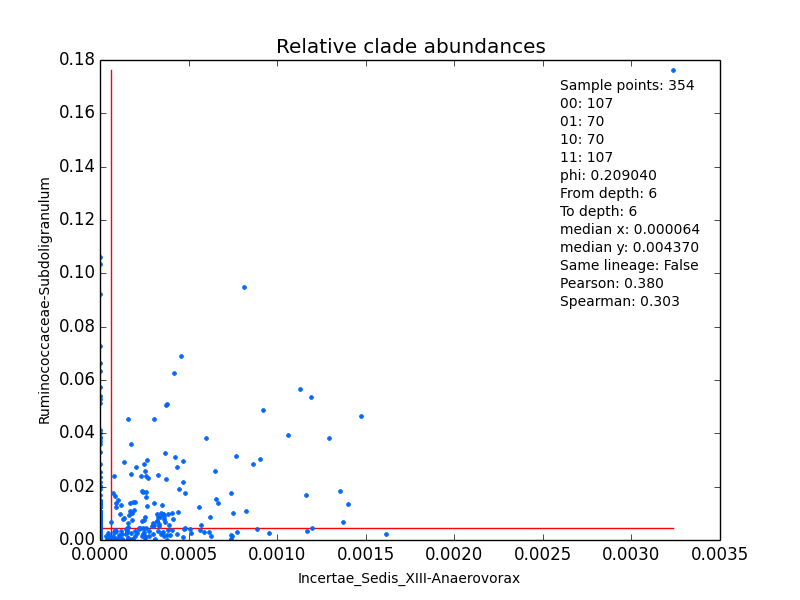 Relative clade abundances
0.18
0.16
0.14
0.12
0.10
0.08
0.06
0.04
0.02
0.00
Ruminococcaceae-Subdoligranulum
Sample points: 354
00: 107
01: 70
10: 70
11: 107
phi: 0.209040
From depth: 6
To depth: 6
median x: 0.000064
median y: 0.004370
Same lineage: False
Pearson: 0.380
Spearman: 0.303
0.0000 0.0005 0.0010 0.0015 0.0020 0.0025 0.0030 0.0035
Incertae_Sedis_XIII-Anaerovorax